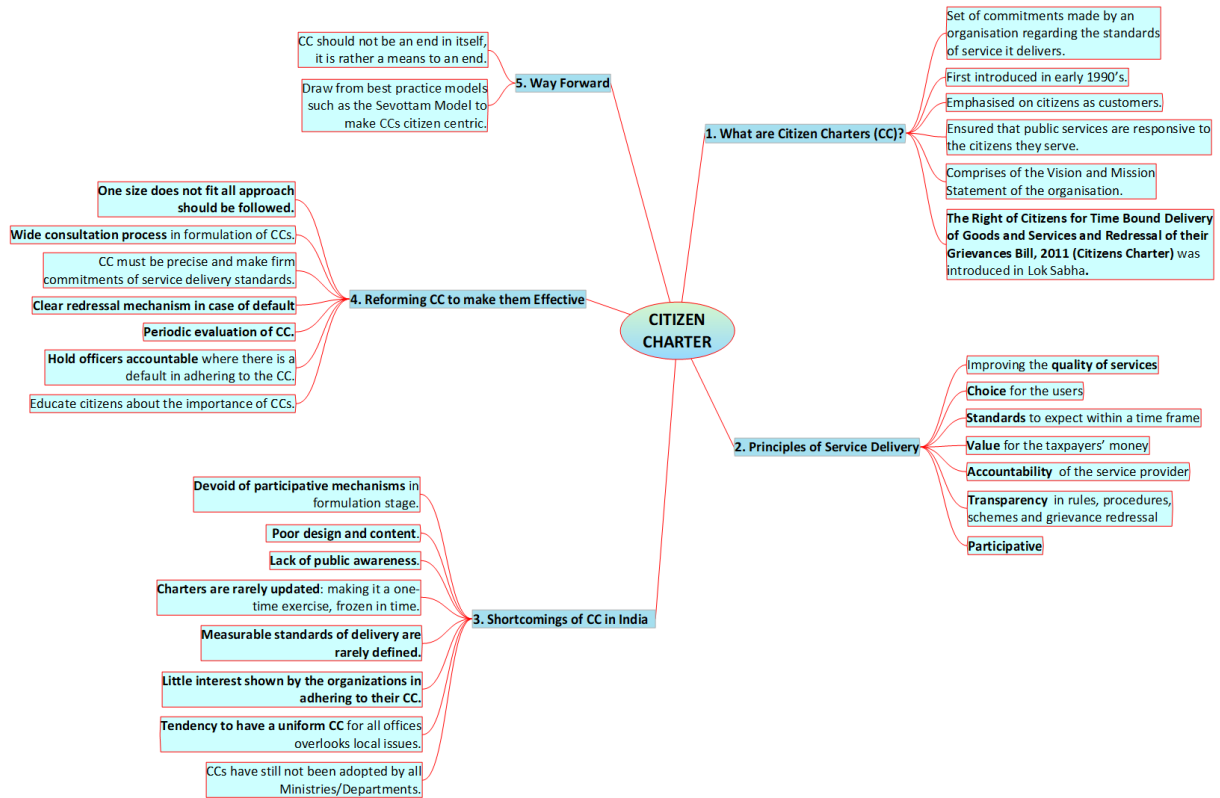 CITIZEN
CHARTER
1. What are Citizen Charters (CC)?
Set of commitments made by an
organisation regarding the standards
of service it delivers.
First introduced in early 1990’s.
Emphasised on citizens as customers.
Ensured that public services are responsive to
the citizens they serve.
Comprises of the Vision and Mission
Statement of the organisation.
The Right of Citizens for Time Bound Delivery
of Goods and Services and Redressal of their
Grievances Bill, 2011 (Citizens Charter) was
introduced in Lok Sabha.
2. Principles of Service Delivery
Improving the quality of services
Choice for the users
Standards to expect within a time frame
Value for the taxpayers’ money
Accountability of the service provider
Transparency in rules, procedures,
schemes and grievance redressal
Participative
3. Shortcomings of CC in India
Devoid of participative mechanisms in
formulation stage.
Poor design and content.
Lack of public awareness.
Charters are rarely updated: making it a one-
time exercise, frozen in time.
Measurable standards of delivery are
rarely defined.
Little interest shown by the organizations in
adhering to their CC.
Tendency to have a uniform CC for all offices
overlooks local issues.
CCs have still not been adopted by all
Ministries/Departments.
4. Reforming CC to make them Effective
One size does not fit all approach
should be followed.
Wide consultation process in formulation of CCs.
CC must be precise and make firm
commitments of service delivery standards.
Clear redressal mechanism in case of default
Periodic evaluation of CC.
Hold officers accountable where there is a
default in adhering to the CC.
Educate citizens about the importance of CCs.
5. Way Forward
CC should not be an end in itself,
it is rather a means to an end.
Draw from best practice models
such as the Sevottam Model to
make CCs citizen centric.